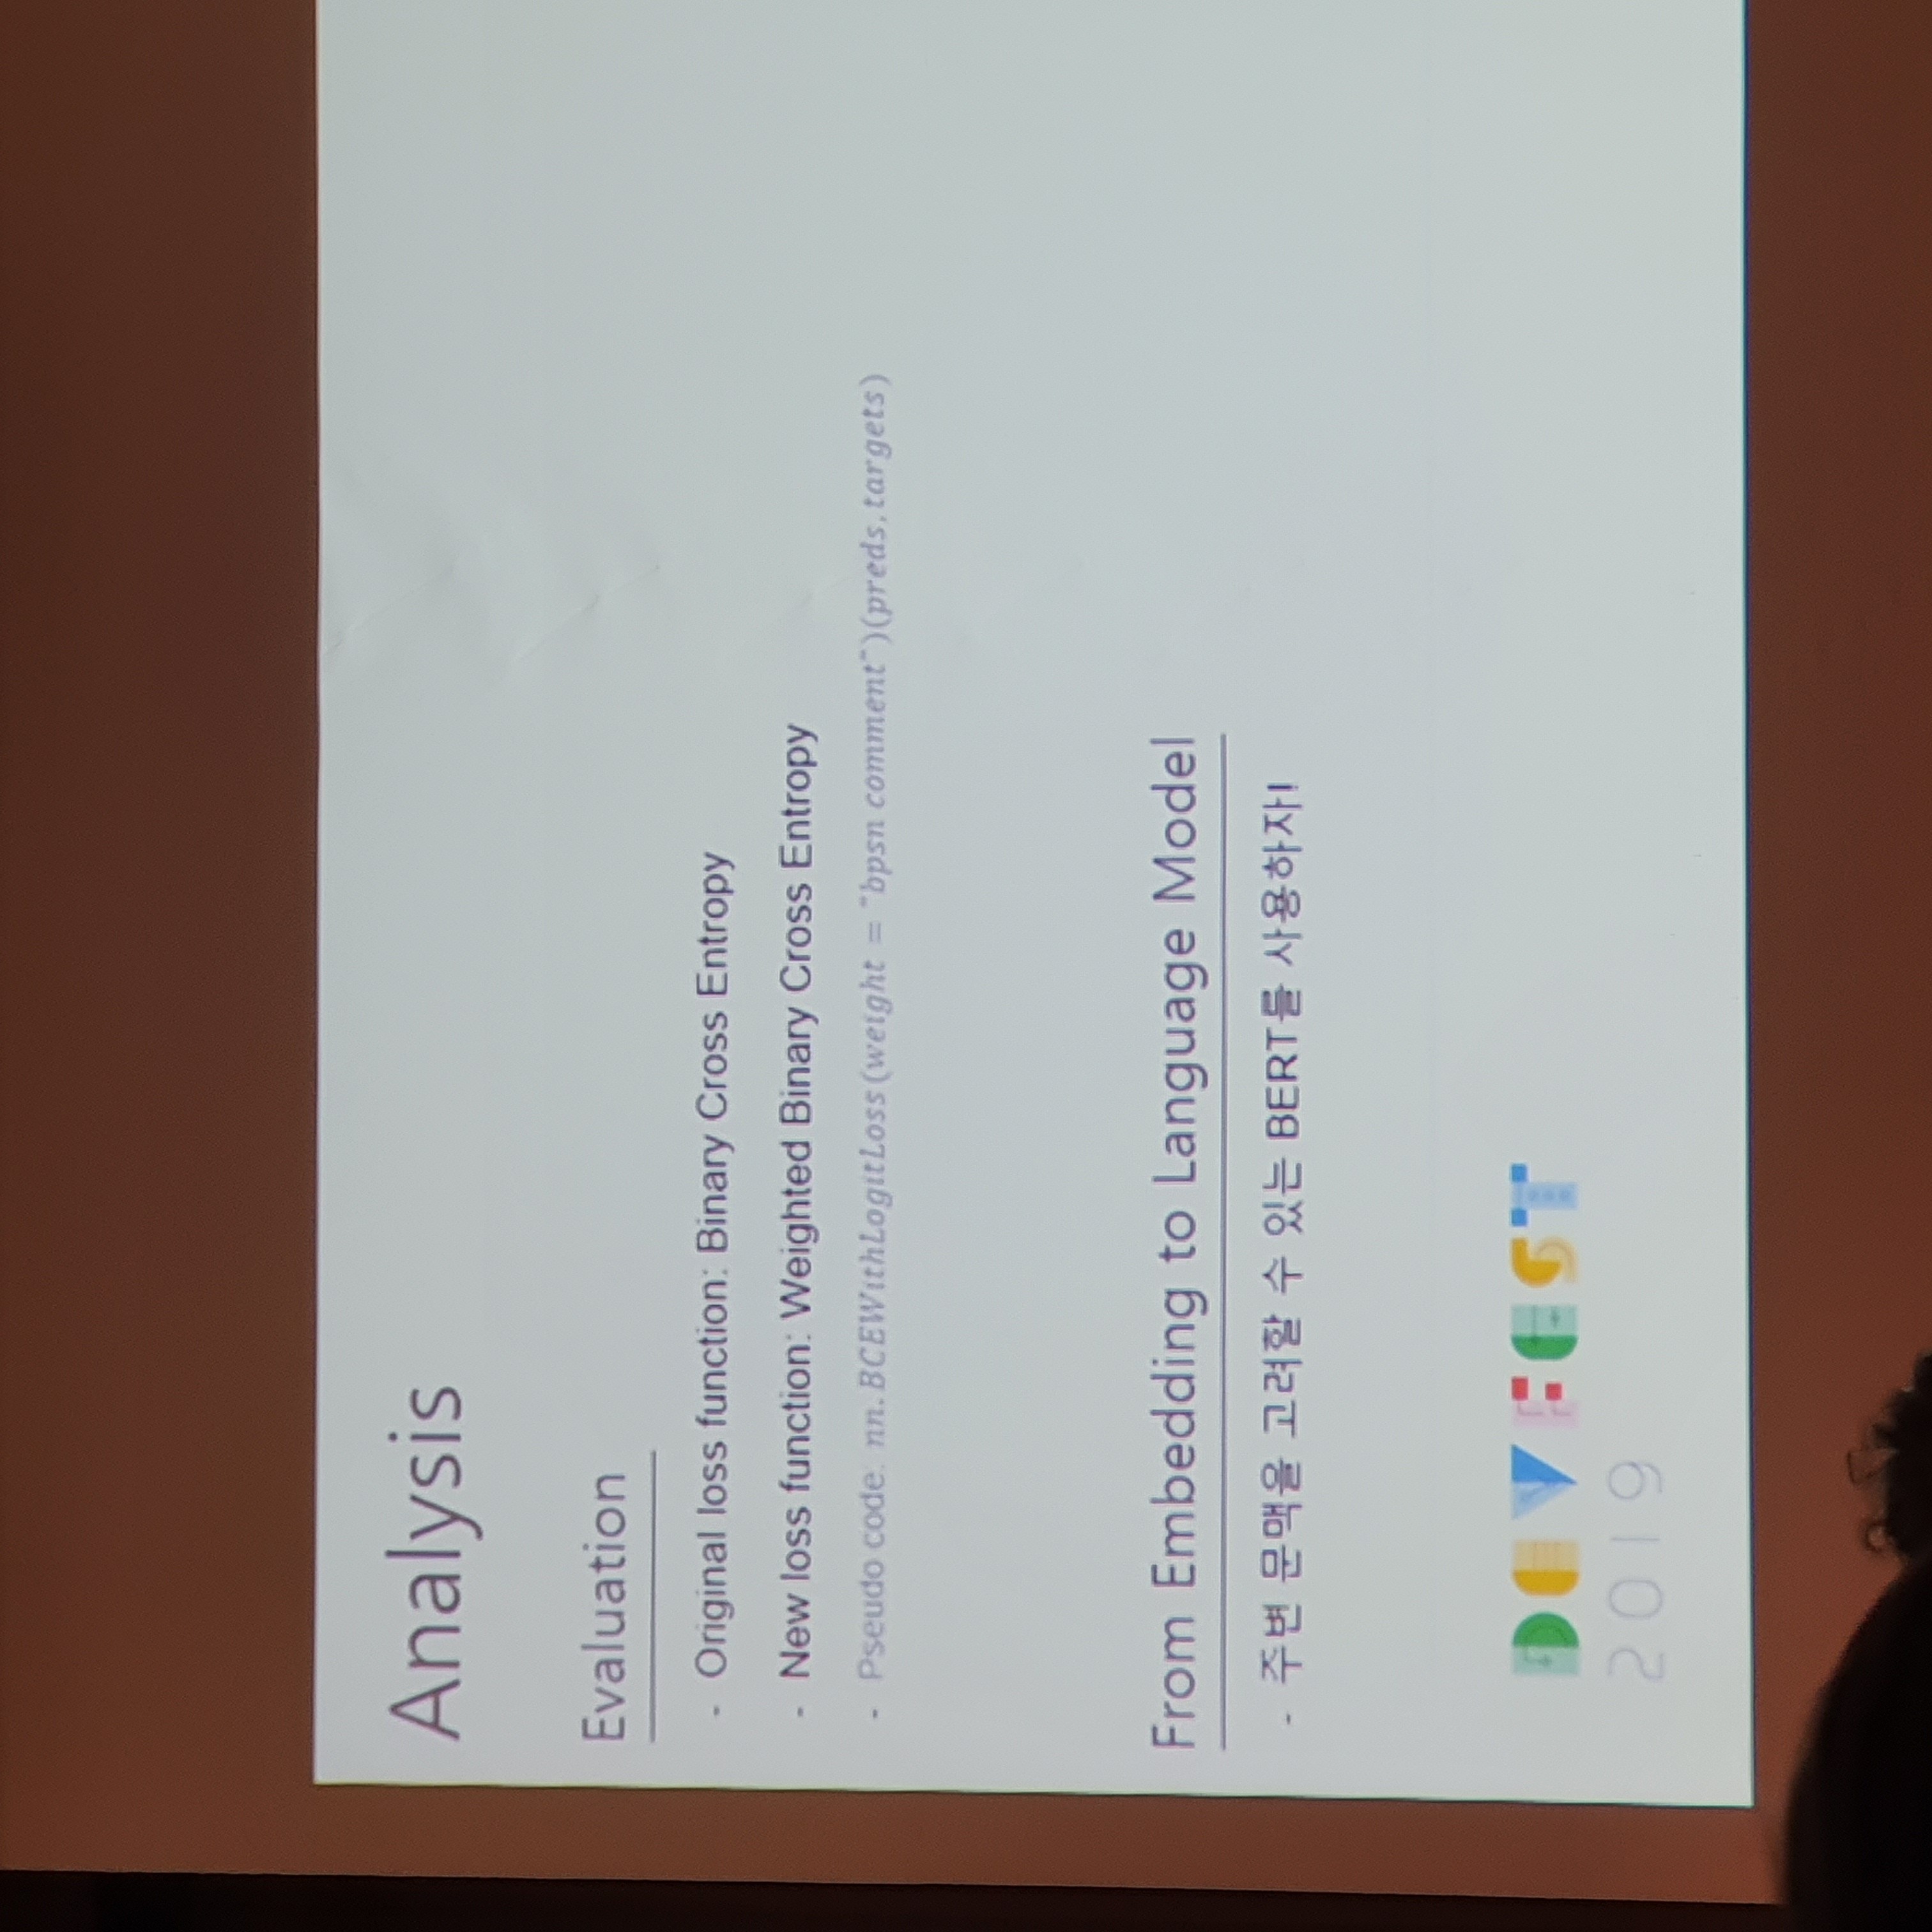 Analysis
Evaluation
- Original loss function: Binary Cross Entropy
- New loss function: Weighted Binary Cross Entropy
- Pseudo code: nn.BCEWithLogitLoss(weight = "bpsn comment")(preds,targets)
From Embedding to Language Model
- 주변 문맥을 고려할 수 있는 BERT를 사용하자!
DEVFEST
2019